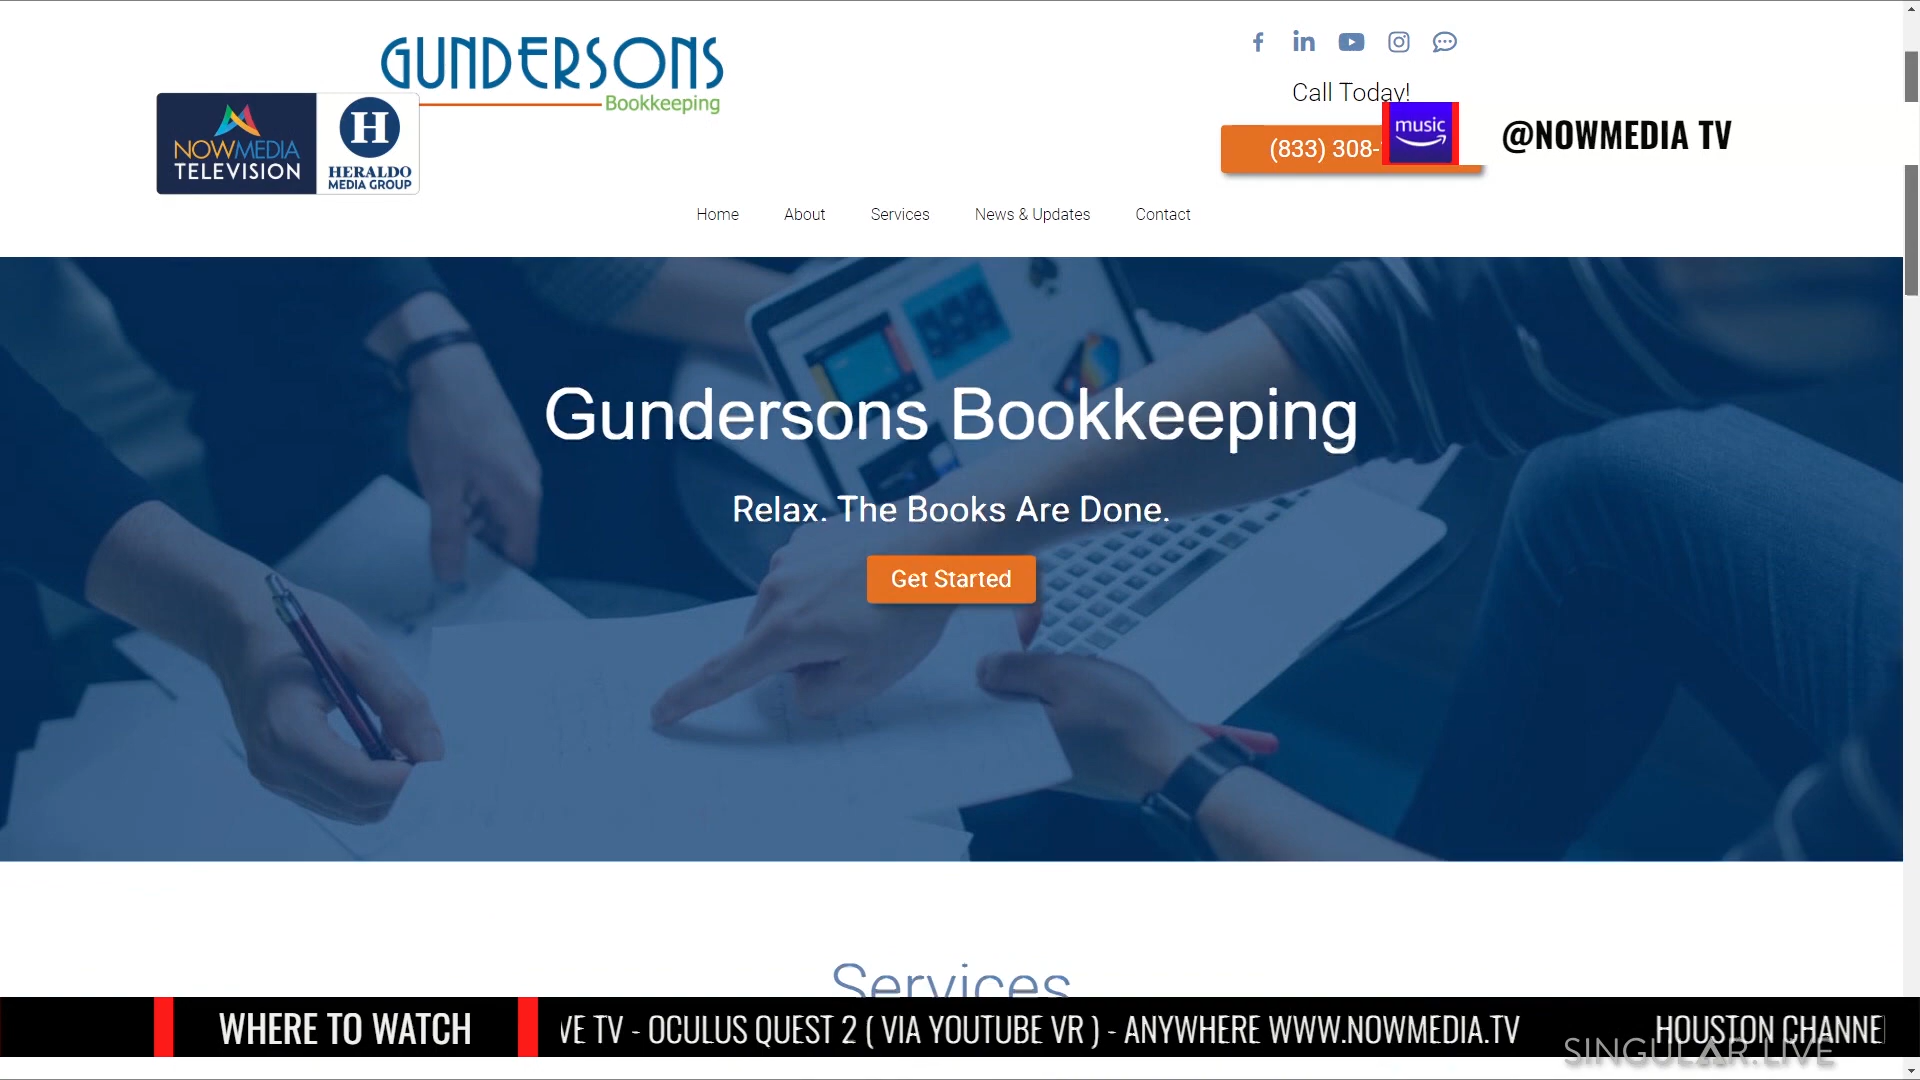 GUNDERSONS
Bookkeeping
NOWMEDIA
TELEVISION
H
HERALDO
MEDIA GROUP
Call Today!
(833) 308-
music
@NOWMEDIA TV
Home About Services News & Updates Contact
Gundersons Bookkeeping
Relax. The Books Are Done.
Get Started
Services
WHERE TO WATCH
VE TV - OCULUS QUEST 2 ( VIA YOUTUBE VR ) - ANYWHERE WWW.NOWMEDIA.TV HOUSTON CHANNE
SINGULAR.LIVE